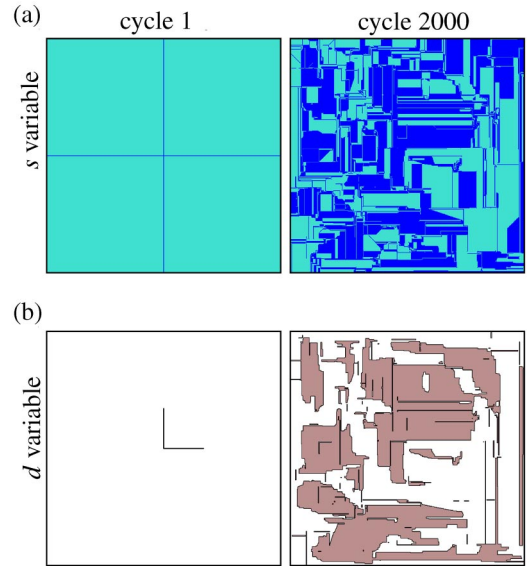 (a)
cycle 1
cycle 2000
s variable
(b)
d variable